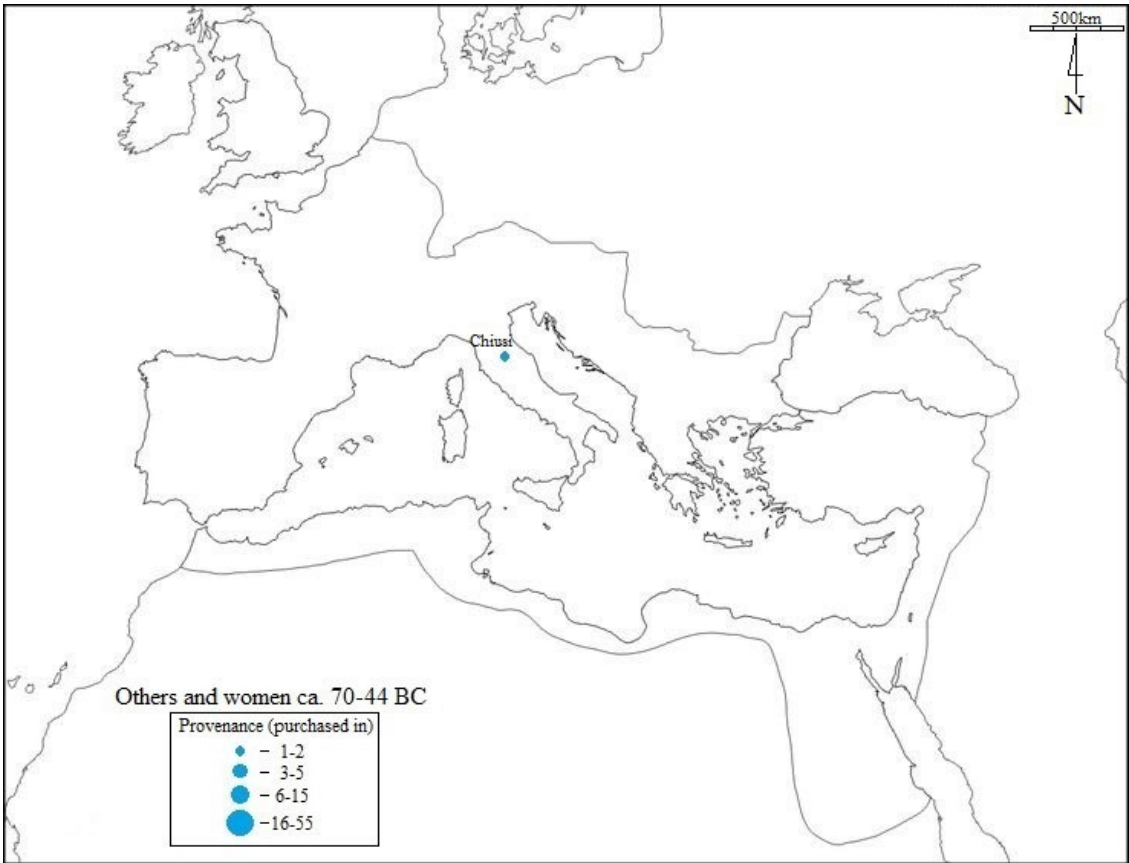 500km
N
Chiusi
Others and women ca. 70-44 BC
Provenance (purchased in)
– 1-2
– 3-5
– 6-15
–16-55